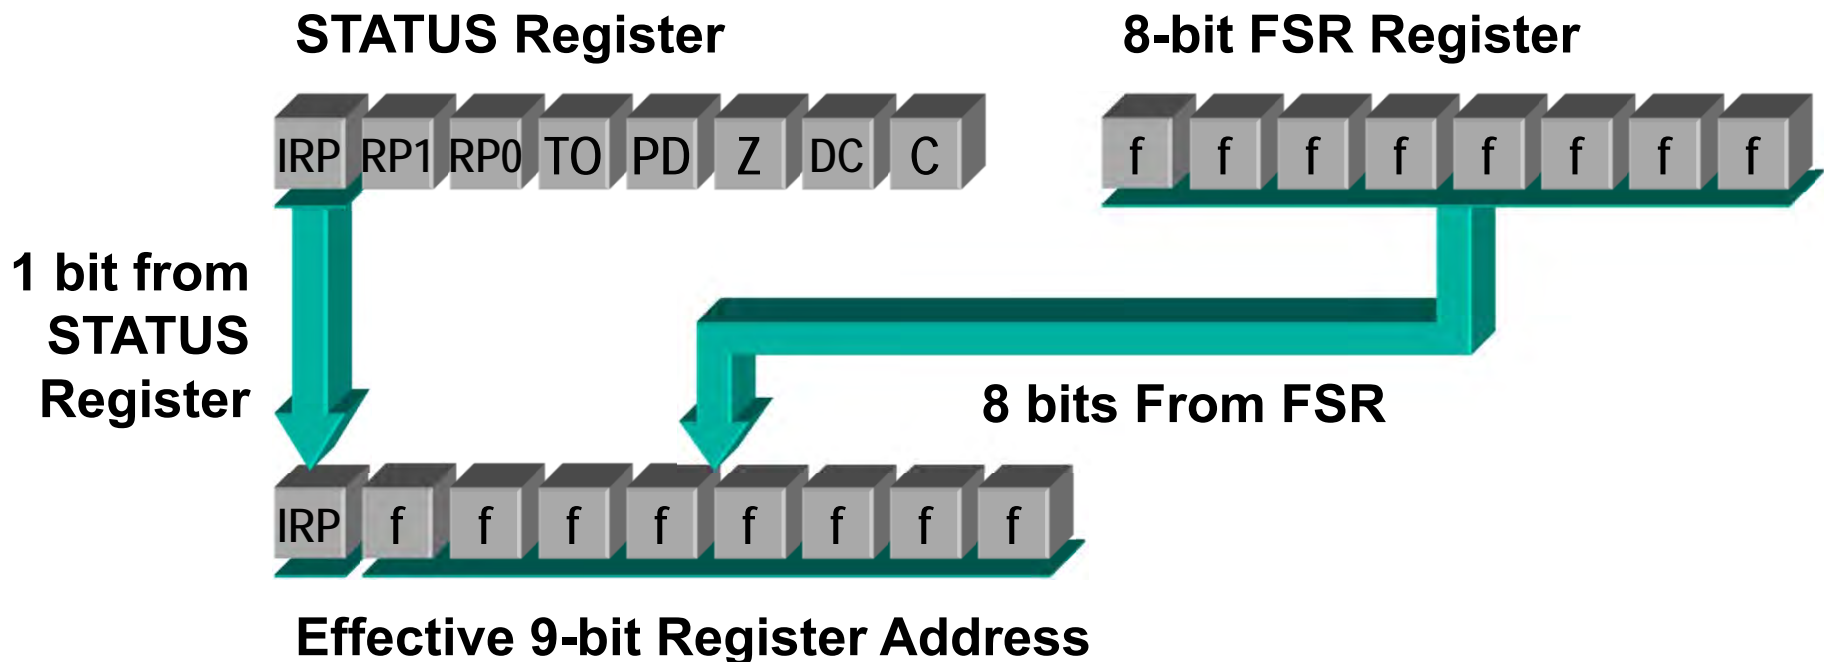 STATUS Register
8-bit FSR Register
IRP RP1 RP0 TO PD Z DC C
f f f f f f f f
1 bit from
STATUS
Register
8 bits From FSR
IRP f f f f f f f f
Effective 9-bit Register Address